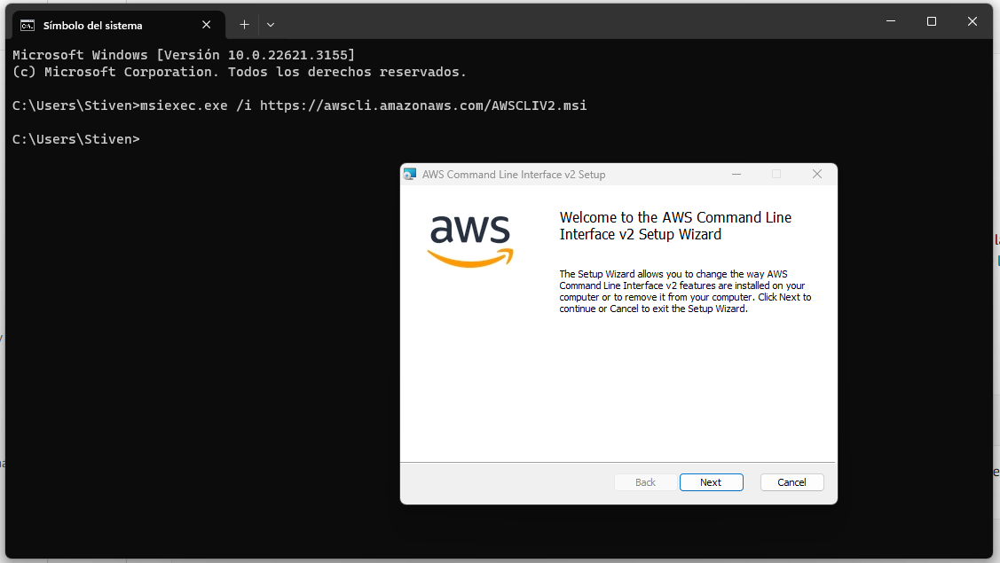 Símbolo del sistema
Microsoft Windows [Versión 10.0.22621.3155]
(c) Microsoft Corporation. Todos los derechos reservados.
C:\Users\Stiven>msiexec.exe /i https://awscli.amazonaws.com/AWSCLIV2.msi
C:\Users\Stiven>
AWS Command Line Interface v2 Setup
aws
Welcome to the AWS Command Line
Interface v2 Setup Wizard
The Setup Wizard allows you to change the way AWS
Command Line Interface v2 features are installed on your
computer or to remove it from your computer. Click Next to
continue or Cancel to exit the Setup Wizard.
Back
Next
Cancel